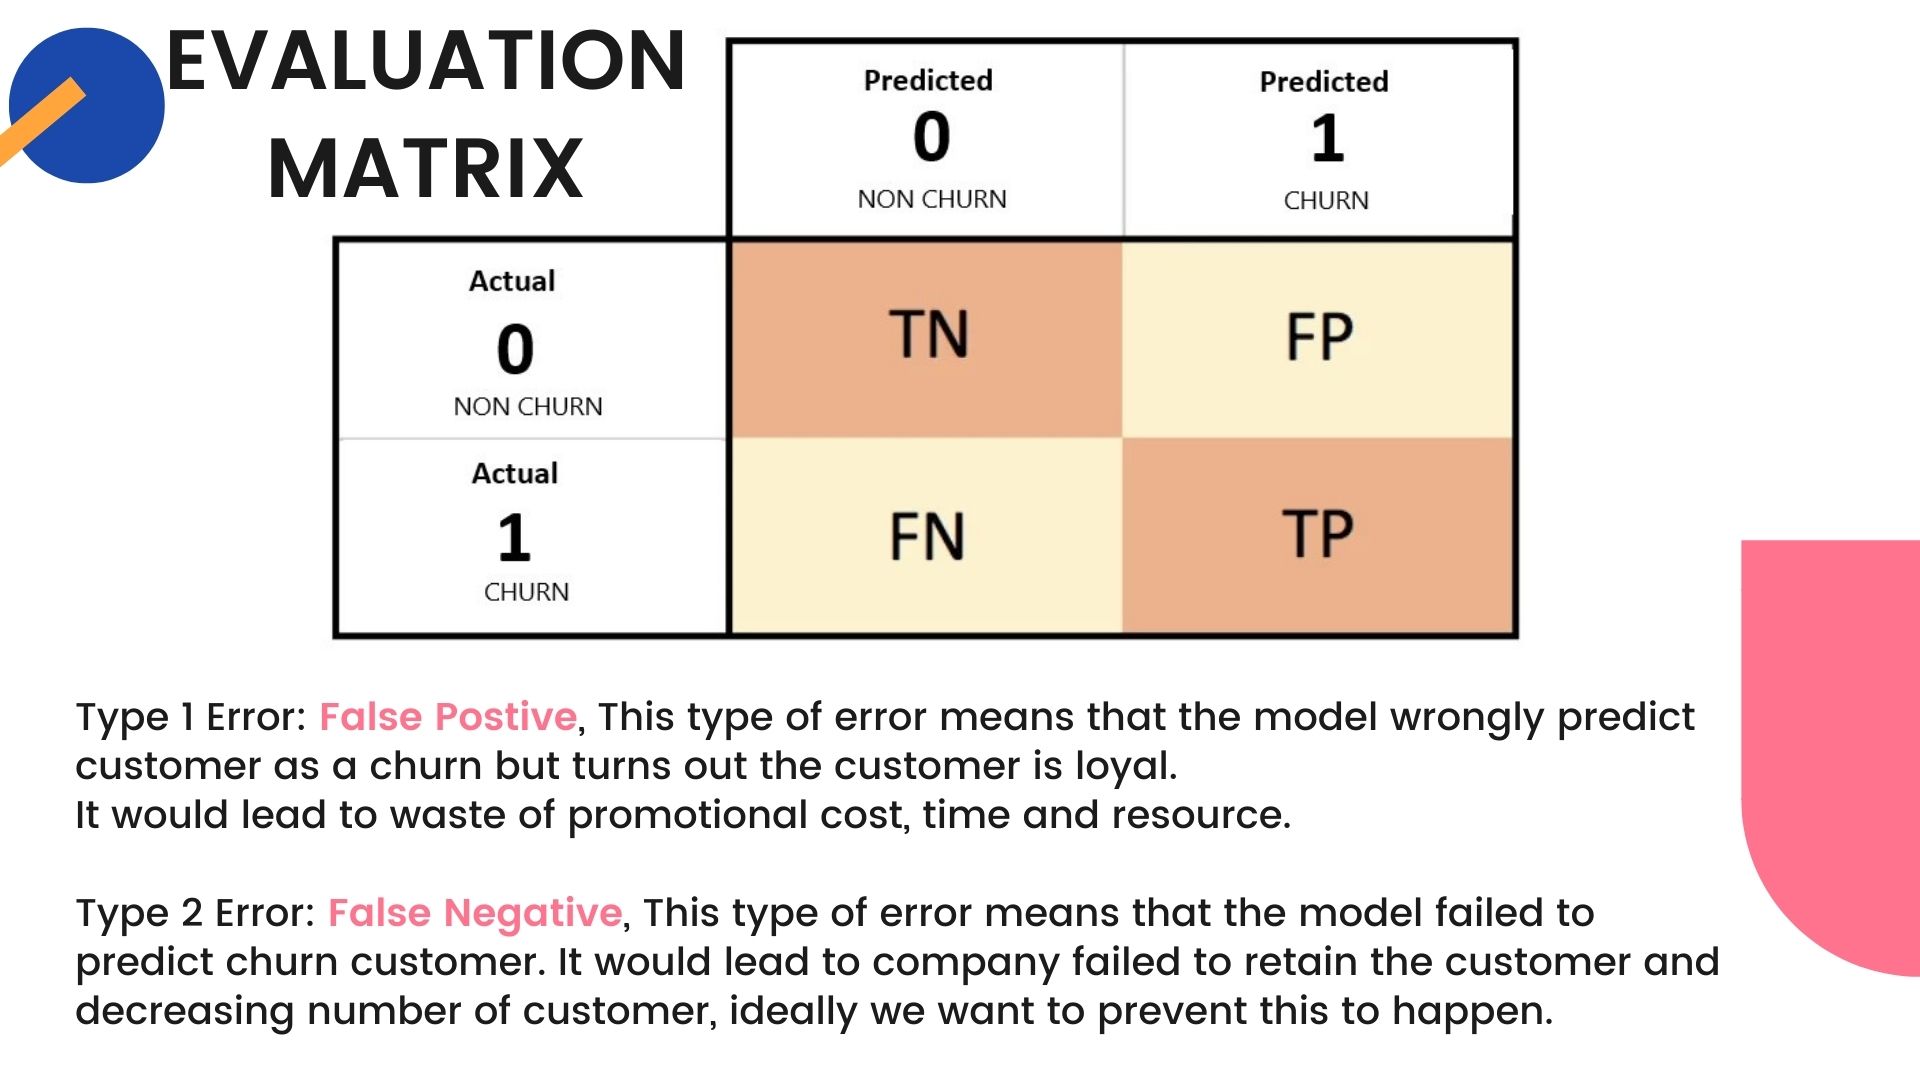 EVALUATION
MATRIX
Predicted
0
NON CHURN
Predicted
1
CHURN
Actual
0
NON CHURN
TN
FP
Actual
1
CHURN
FN
TP
Type 1 Error: False Postive, This type of error means that the model wrongly predict
customer as a churn but turns out the customer is loyal.
It would lead to waste of promotional cost, time and resource.
Type 2 Error: False Negative, This type of error means that the model failed to
predict churn customer. It would lead to company failed to retain the customer and
decreasing number of customer, ideally we want to prevent this to happen.